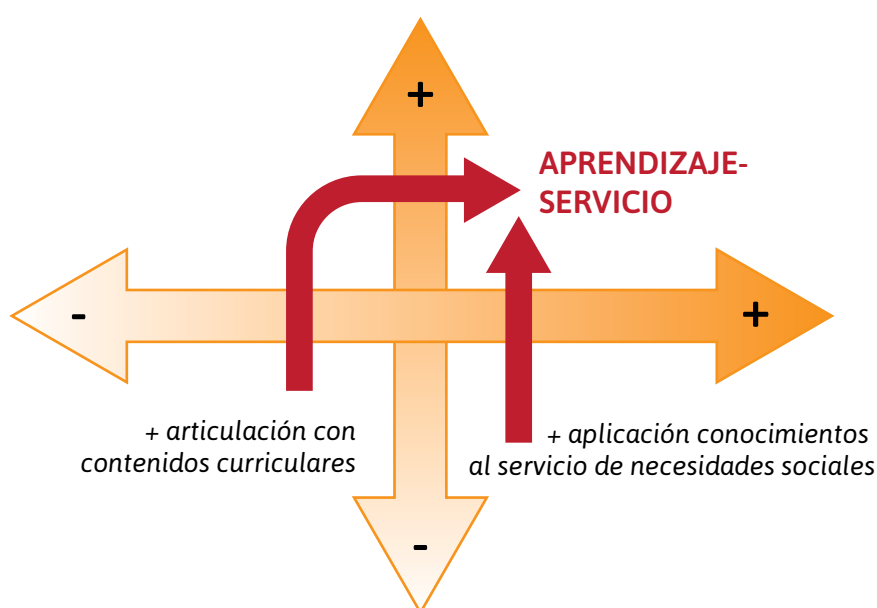 +
APRENDIZAJE-
SERVICIO
-
+
+ articulación con
contenidos curriculares
+ aplicación conocimientos
al servicio de necesidades sociales
-